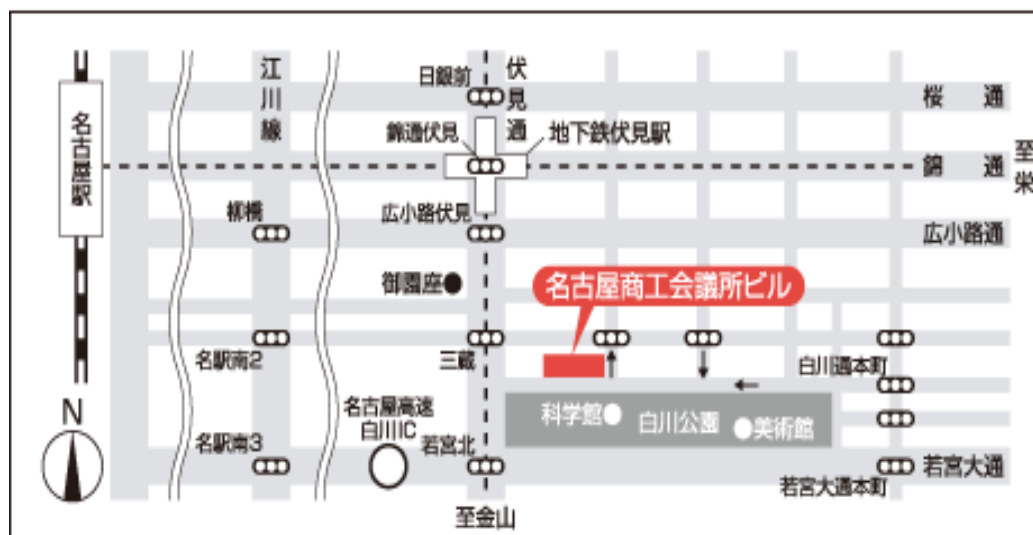 江川線
日銀前
伏見通
桜通
名古屋駅
錦通伏見
地下鉄伏見駅
錦通
至栄
柳橋
広小路伏見
広小路通
御園座
名古屋商工会議所ビル
名駅南2
三蔵
白川通本町
N
名古屋高速
白川IC
科学館
白川公園
美術館
名駅南3
若宮北
若宮大通
若宮大通本町
至金山